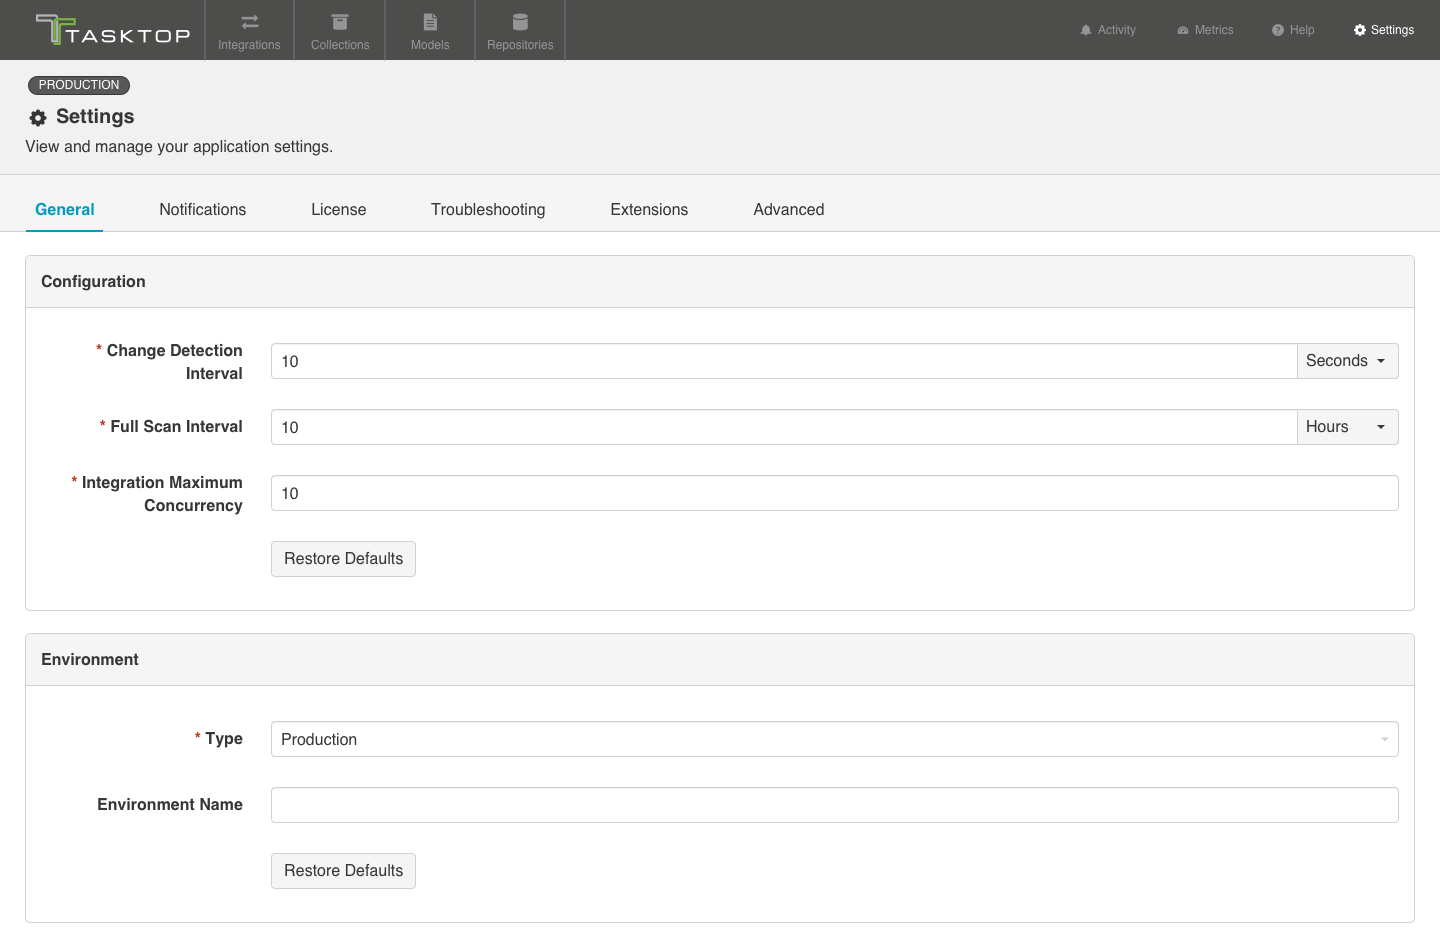 TASKTOP
Integrations
Collections
Models
Repositories
Activity
Metrics
Help
Settings
PRODUCTION
Settings
View and manage your application settings.
General
Notifications
License
Troubleshooting
Extensions
Advanced
Configuration
* Change Detection
Interval
10
Seconds
* Full Scan Interval
10
Hours
* Integration Maximum
Concurrency
10
Restore Defaults
Environment
* Type
Production
Environment Name
Restore Defaults